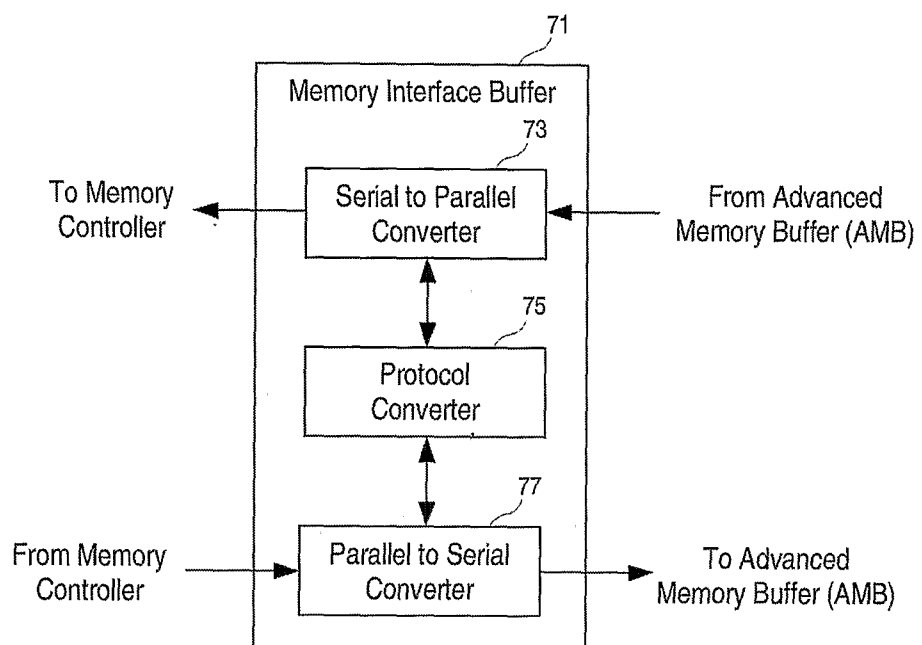 71
Memory Interface Buffer
73
To Memory
Controller
Serial to Parallel
Converter
From Advanced
Memory Buffer (AMB)
75
Protocol
Converter
77
From Memory
Controller
Parallel to Serial
Converter
To Advanced
Memory Buffer (AMB)